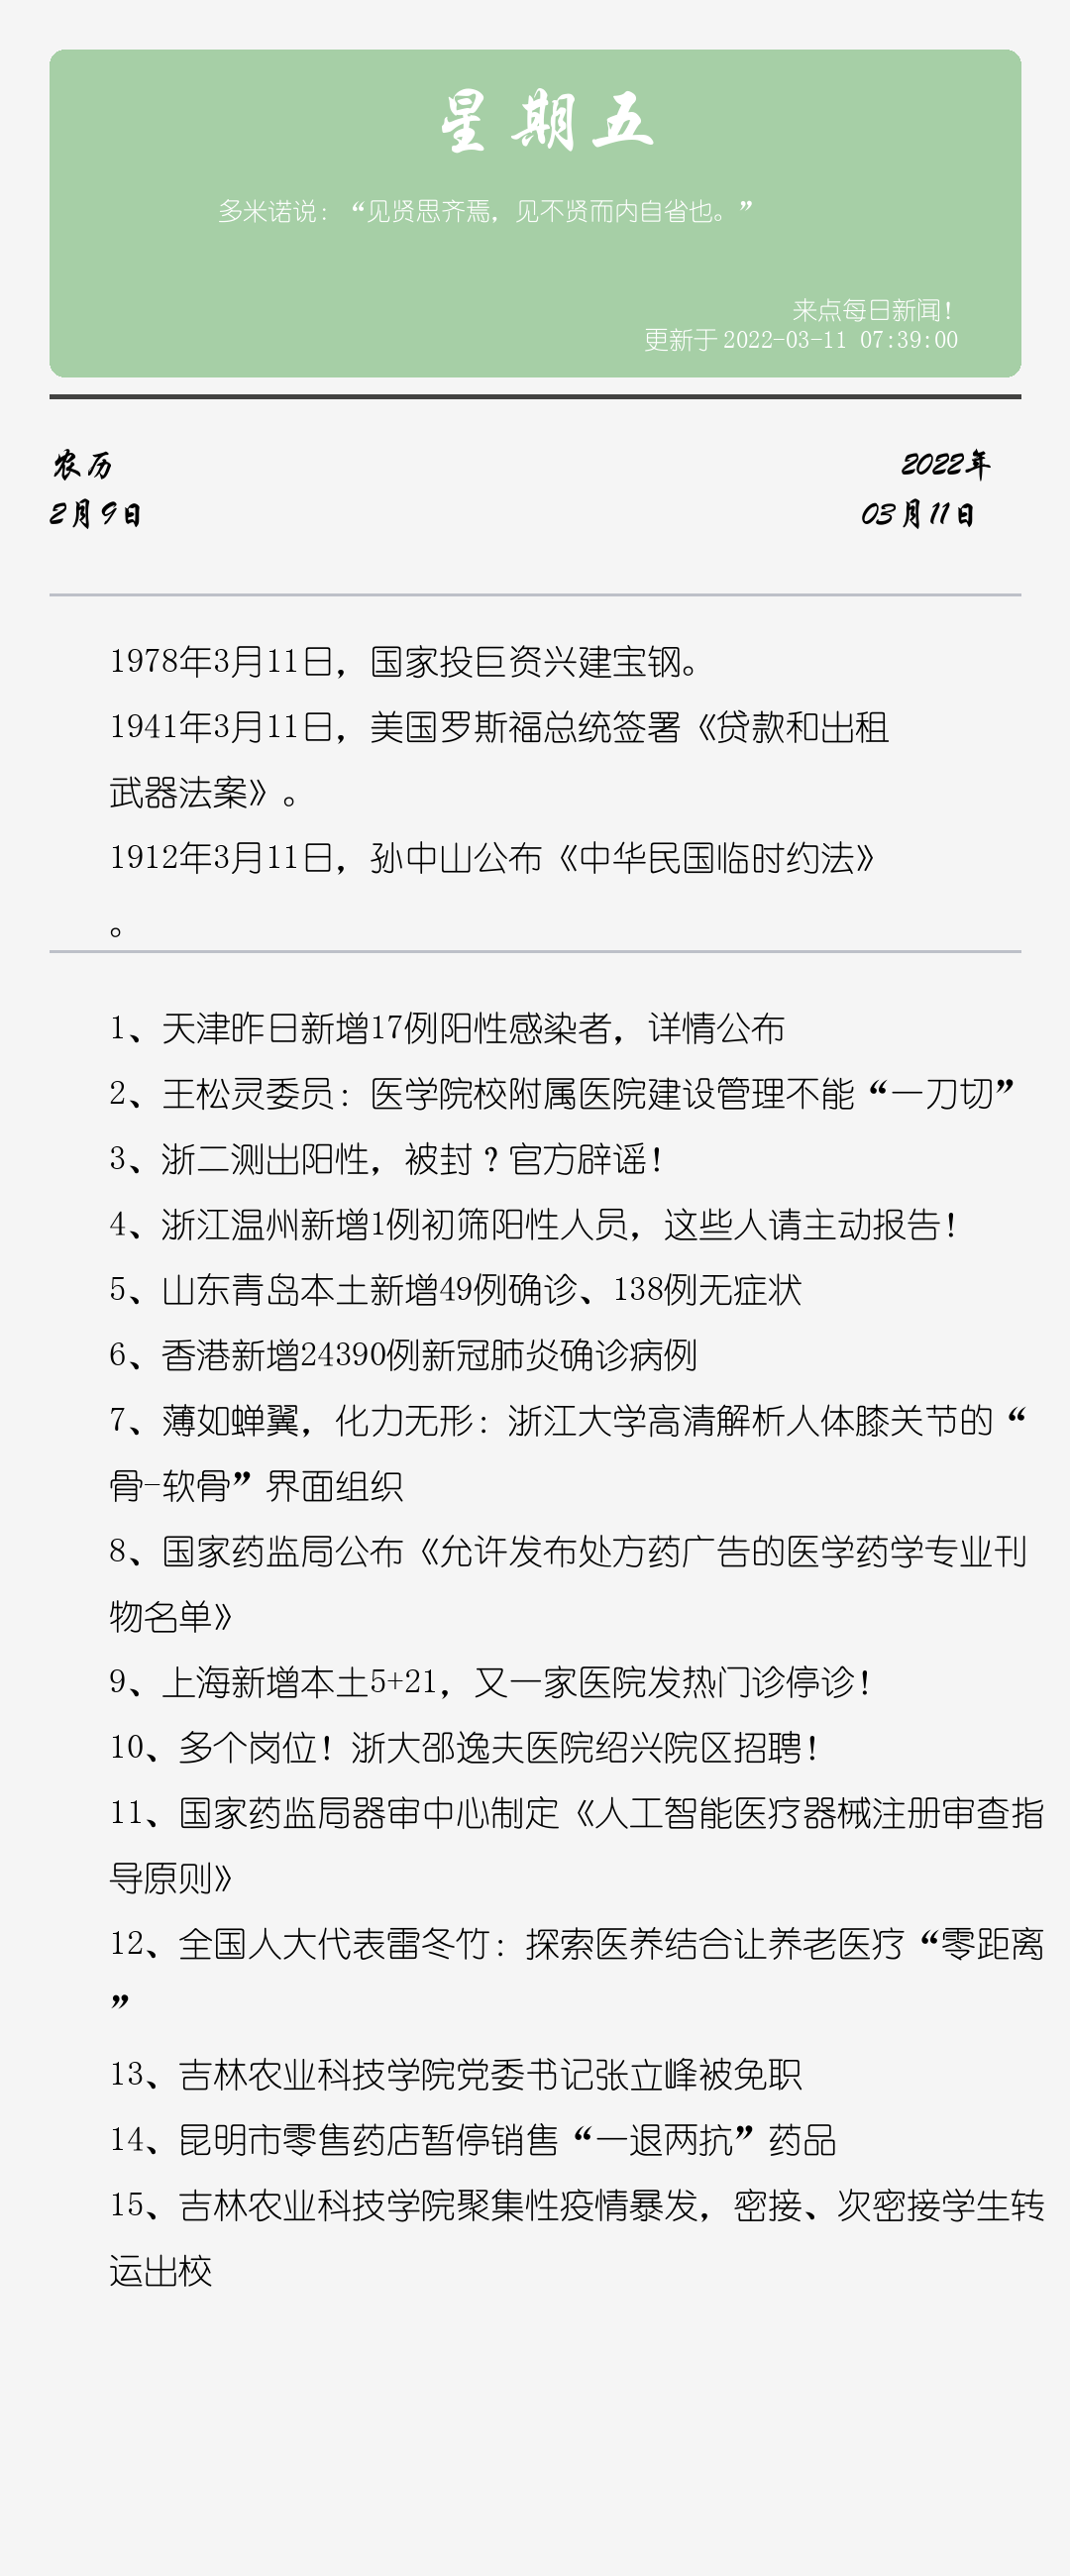 星期五
多米诺说：“见贤思齐焉，见不贤而内自省也。”
来点每日新闻！
更新于2022-03-11 07:39:00
农历
2022年
2月9日
03月11日
1978年3月11日，国家投巨资兴建宝钢。
1941年3月11日，美国罗斯福总统签署《贷款和出租
武器法案》。
1912年3月11日，孙中山公布《中华民国临时约法》
。
1、天津昨日新增17例阳性感染者，详情公布
2、王松灵委员：医学院校附属医院建设管理不能“一刀切”
3、浙二测出阳性，被封？官方辟谣！
4、浙江温州新增1例初筛阳性人员，这些人请主动报告！
5、山东青岛本土新增49例确诊、138例无症状
6、香港新增24390例新冠肺炎确诊病例
7、薄如蝉翼，化力无形：浙江大学高清解析人体膝关节的“
骨-软骨”界面组织
8、国家药监局公布《允许发布处方药广告的医学药学专业刊
物名单》
9、上海新增本土5+21，又一家医院发热门诊停诊！
10、多个岗位！浙大邵逸夫医院绍兴院区招聘！
11、国家药监局器审中心制定《人工智能医疗器械注册审查指
导原则》
12、全国人大代表雷冬竹：探索医养结合让养老医疗“零距离
”
13、吉林农业科技学院党委书记张立峰被免职
14、昆明市零售药店暂停销售“一退两抗”药品
15、吉林农业科技学院聚集性疫情暴发，密接、次密接学生转
运出校